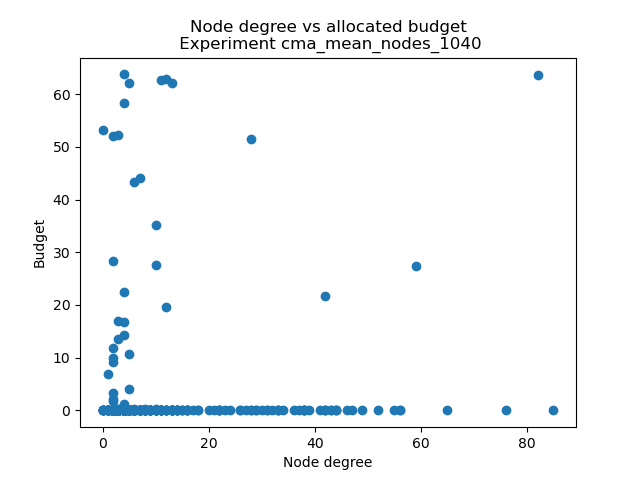 Node degree vs allocated budget
Experiment cma_mean_nodes_1040
60
50
40
30
20
10
0
Budget
0 20 40 60 80
Node degree